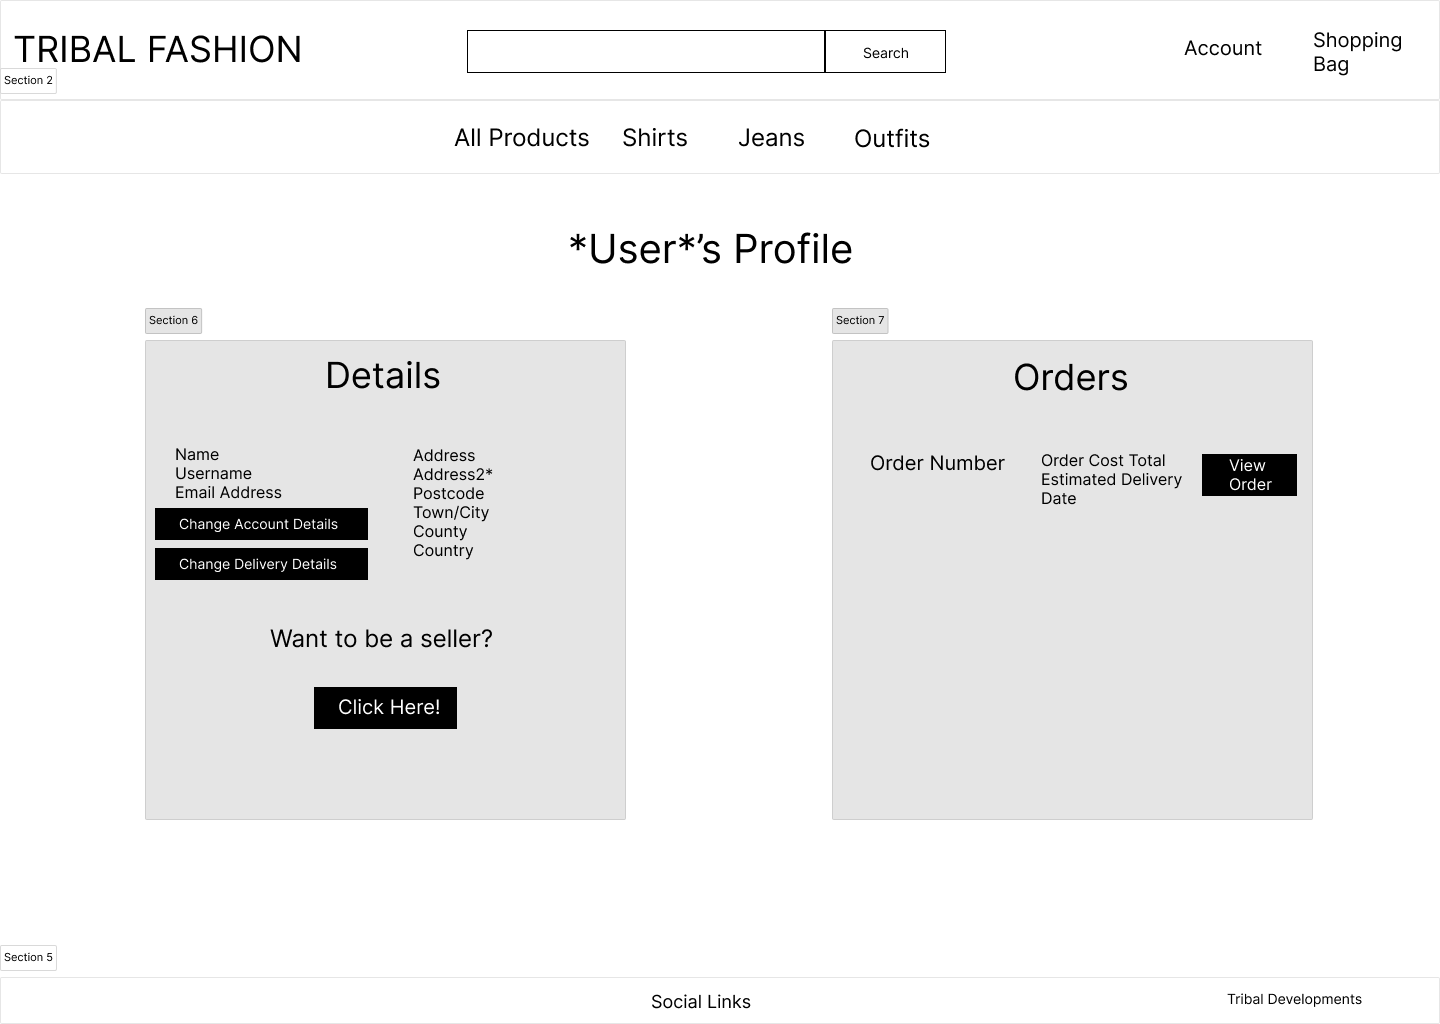 TRIBAL FASHION
Search
Account
Shopping
Bag
Section 2
All Products
Shirts
Jeans
Outfits
*User*’s Profile
Section 6
Details
Name
Username
Email Address
Change Account Details
Change Delivery Details
Address
Address2*
Postcode
Town/City
County
Country
Want to be a seller?
Click Here!
Section 7
Orders
Order Number
Order Cost Total
Estimated Delivery
Date
View
Order
Section 5
Social Links
Tribal Developments